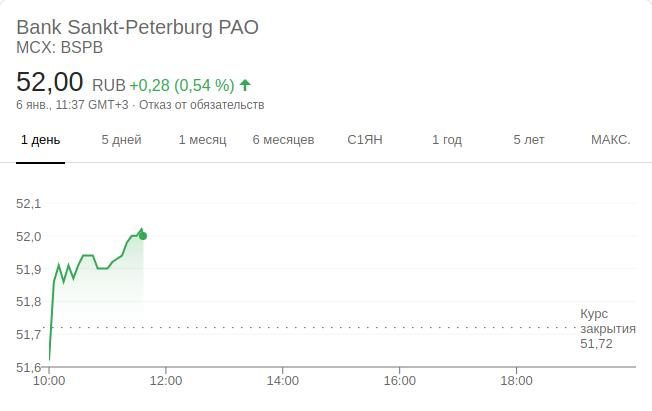 Bank Sankt-Peterburg PAO
MCX: BSPB
52,00 RUB +0,28 (0,54 %)
6 янв., 11:37 GMT+3 · Отказ от обязательств
1 день 5 дней 1 месяц 6 месяцев С1ЯН 1 год 5 лет МАКС.
52,1
52,0
51,9
51,8
51,7
51,6
Курс
закрытия
51,72
10:00 12:00 14:00 16:00 18:00